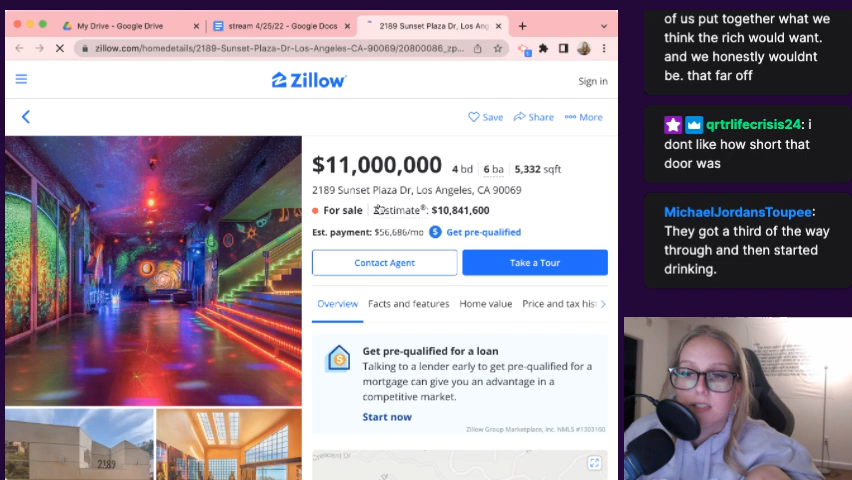 My Drive - Google Drive
stream 4/25/22 - Google Docs
2189 Sunset Plaza Dr, Los Ang
zillow.com/homedetails/2189-Sunset-Plaza-Dr-Los-Angeles-CA-90069/20800086_zp...
Zillow
Sign in
Save
Share
More
$11,000,000 4 bd 6 ba 5,332 sqft
2189 Sunset Plaza Dr, Los Angeles, CA 90069
For sale Zestimate®: $10,841,600
Est. payment: $56,686/mo $ Get pre-qualified
Contact Agent
Take a Tour
Overview Facts and features Home value Price and tax his
Get pre-qualified for a loan
Talking to a lender early to get pre-qualified for a
mortgage can give you an advantage in a
competitive market.
Start now
Zillow Group Marketplace, Inc. NMLS #1303160
2189
of us put together what we
think the rich would want.
and we honestly wouldnt
be. that far off
qrtrlifecrisis24: i
dont like how short that
door was
MichaelJordansToupee:
They got a third of the way
through and then started
drinking.